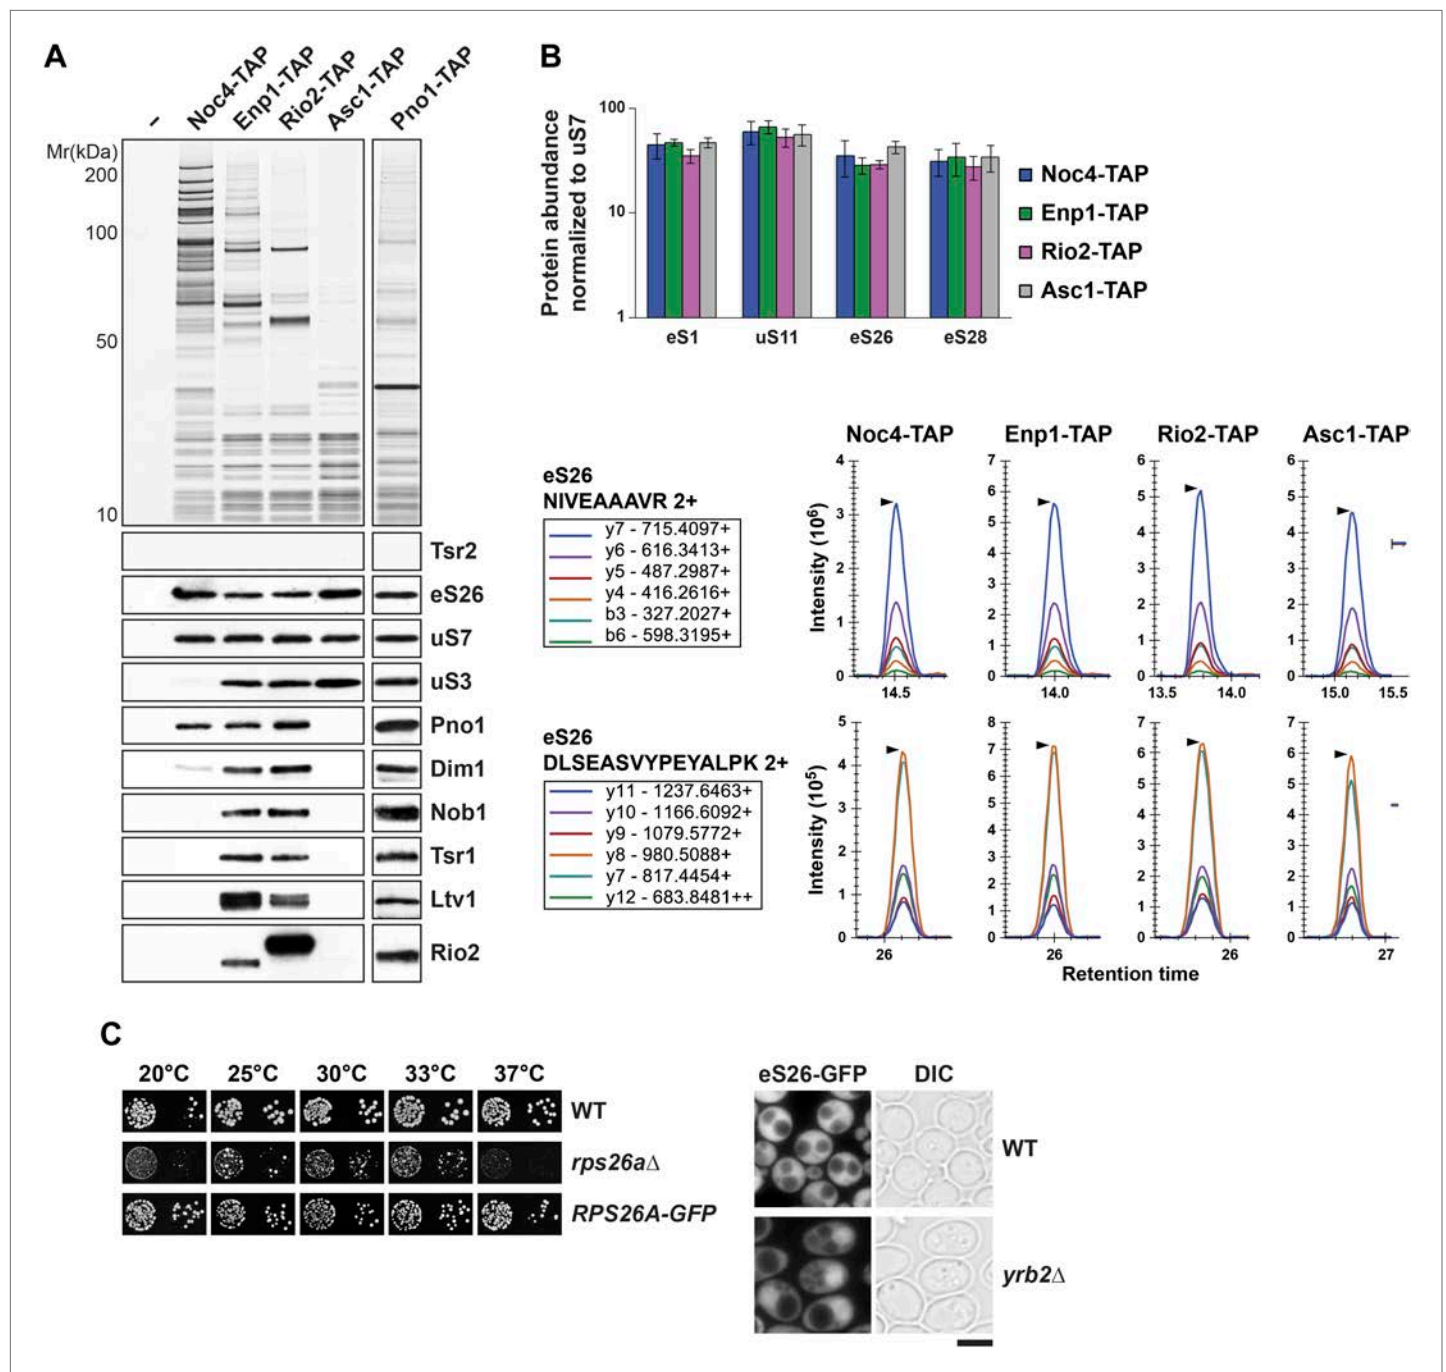 A
– Noc4-TAP Enp1-TAP Rio2-TAP Asc1-TAP Pno1-TAP
Mr(kDa)
200
100
50
10
Tsr2
eS26
uS7
uS3
Pno1
Dim1
Nob1
Tsr1
Ltv1
Rio2
B
Protein abundance
normalized to uS7
100
10
1
eS1 uS11 eS26 eS28
Noc4-TAP
Enp1-TAP
Rio2-TAP
Asc1-TAP
Noc4-TAP Enp1-TAP Rio2-TAP Asc1-TAP
eS26
NIVEAAAVR 2+
y7 - 715.4097+
y6 - 616.3413+
y5 - 487.2987+
y4 - 416.2616+
b3 - 327.2027+
b6 - 598.3195+
Intensity (10⁶)
4 3 2 1 0
7 6 5 4 3 2 1 0
6 5 4 3 2 1 0
6 5 4 3 2 1 0
14.5 14.0 13.5 14.0 15.0 15.5
eS26
DLSEASVYPEYALPK 2+
y11 - 1237.6463+
y10 - 1166.6092+
y9 - 1079.5772+
y8 - 980.5088+
y7 - 817.4454+
y12 - 683.8481++
Intensity (10⁵)
5 4 3 2 1 0
8 7 6 5 4 3 2 1 0
7 6 5 4 3 2 1 0
7 6 5 4 3 2 1 0
26 26 26 27
Retention time
C
20°C 25°C 30°C 33°C 37°C
WT
rps26aΔ
RPS26A-GFP
eS26-GFP DIC
WT
yrb2Δ